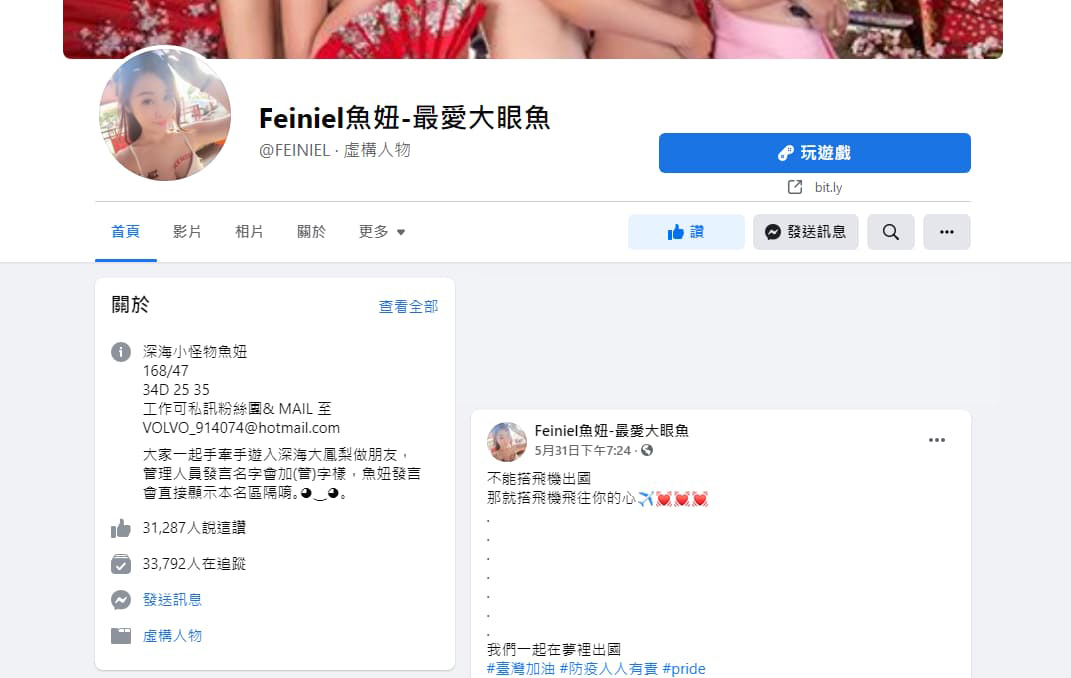 Feiniel魚妞-最愛大眼魚
@FEINIEL · 虛構人物
玩遊戲
bit.ly
首頁 影片 相片 關於 更多
讚 發送訊息
關於 查看全部
深海小怪物魚妞
168/47
34D 25 35
工作可私訊粉絲團& MAIL 至
VOLVO_914074@hotmail.com
大家一起手牽手遊入深海大鳳梨做朋友，
管理人員發言名字會加(管)字樣，魚妞發言
會直接顯示本名區隔唷。◕‿◕。
31,287人說這讚
33,792人在追蹤
發送訊息
虛構人物
Feiniel魚妞-最愛大眼魚
5月31日下午7:24 ·
不能搭飛機出國
那就搭飛機飛往你的心✈️💓💓💓
.
.
.
.
.
.
.
我們一起在夢裡出國
#臺灣加油 #防疫人人有責 #pride